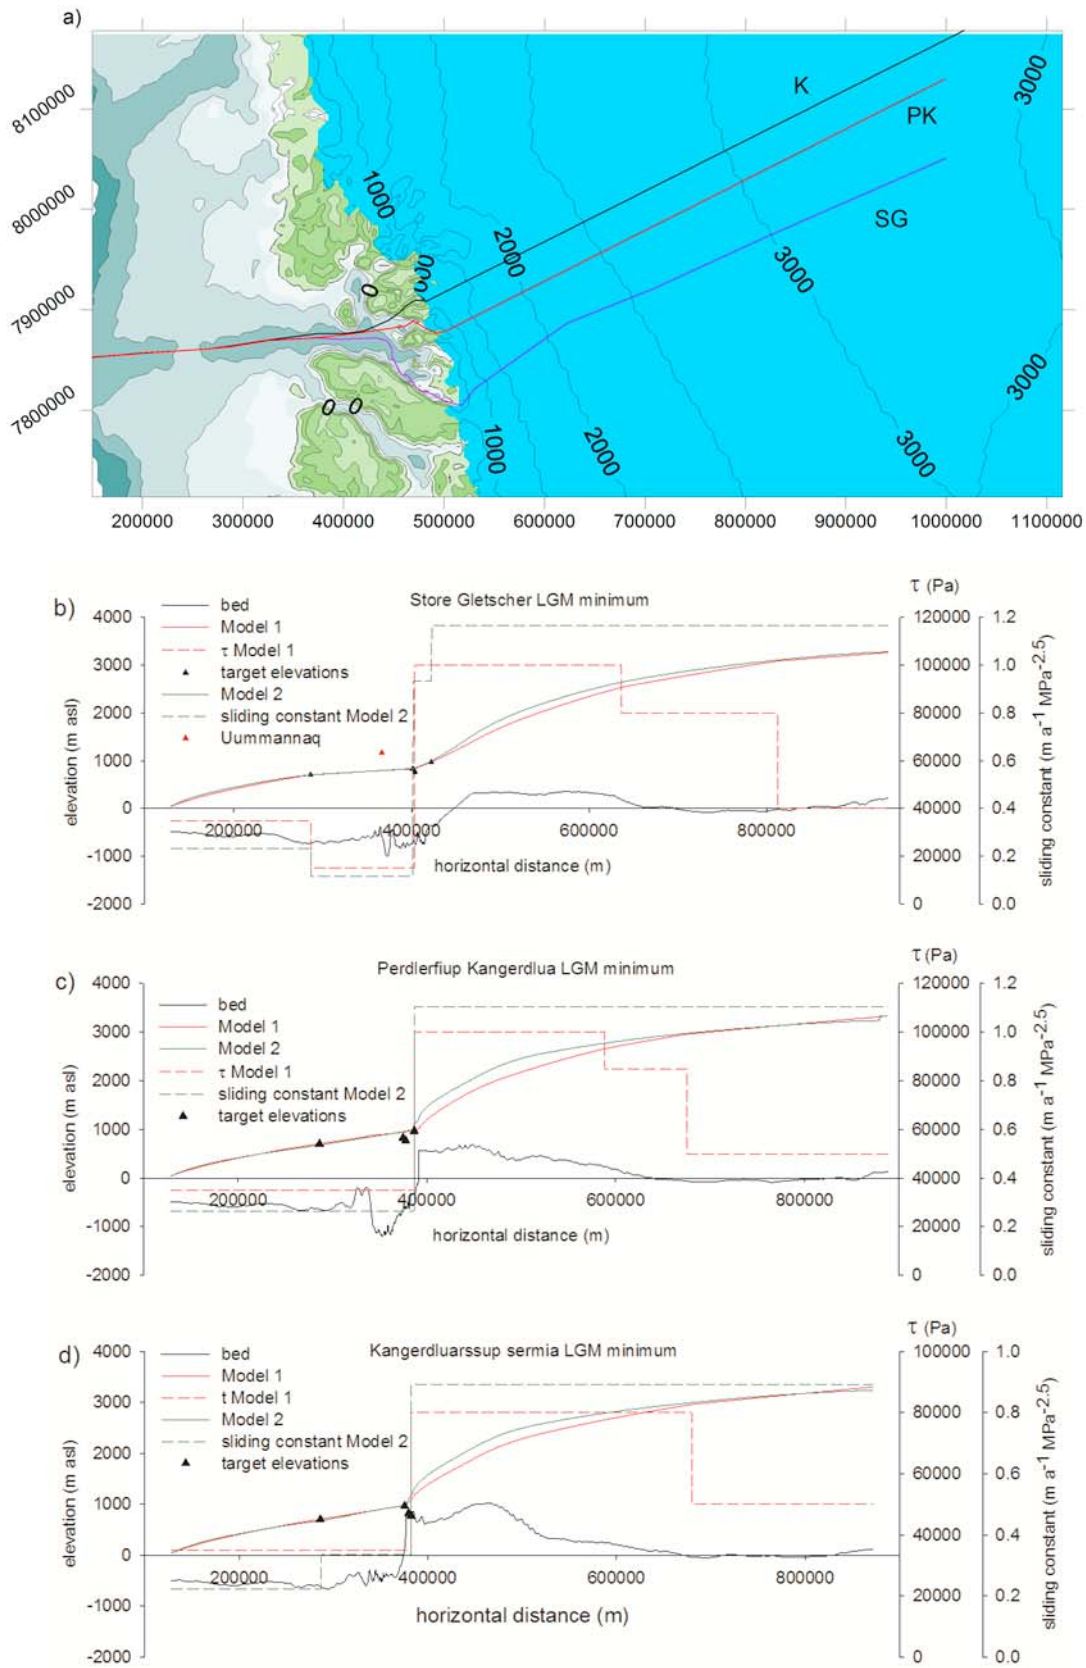 a)
8100000
8000000
7900000
7800000
K
PK
SG
1000
2000
3000
3000
0
0 0
1000
2000
3000
3000
200000 300000 400000 500000 600000 700000 800000 900000 1000000 1100000
b)
Store Gletscher LGM minimum
τ (Pa)
bed
Model 1
τ Model 1
target elevations
Model 2
sliding constant Model 2
Uummannaq
4000
3000
2000
1000
0
-1000
-2000
elevation (m asl)
200000 400000 600000 800000
horizontal distance (m)
120000
100000
80000
60000
40000
20000
0
1.2
1.0
0.8
0.6
0.4
0.2
0.0
sliding constant (m a-1 MPa-2.5)
c)
Perdlerfiup Kangerdlua LGM minimum
τ (Pa)
bed
Model 1
Model 2
τ Model 1
sliding constant Model 2
target elevations
4000
3000
2000
1000
0
-1000
-2000
elevation (m asl)
200000 400000 600000 800000
horizontal distance (m)
120000
100000
80000
60000
40000
20000
0
1.2
1.0
0.8
0.6
0.4
0.2
0.0
sliding constant (m a-1 MPa-2.5)
d)
Kangerdluarssup sermia LGM minimum
τ (Pa)
bed
Model 1
t Model 1
Model 2
sliding constant Model 2
target elevations
4000
3000
2000
1000
0
-1000
-2000
elevation (m asl)
200000 400000 600000 800000
horizontal distance (m)
100000
80000
60000
40000
20000
0
1.0
0.8
0.6
0.4
0.2
0.0
sliding constant (m a-1 MPa-2.5)